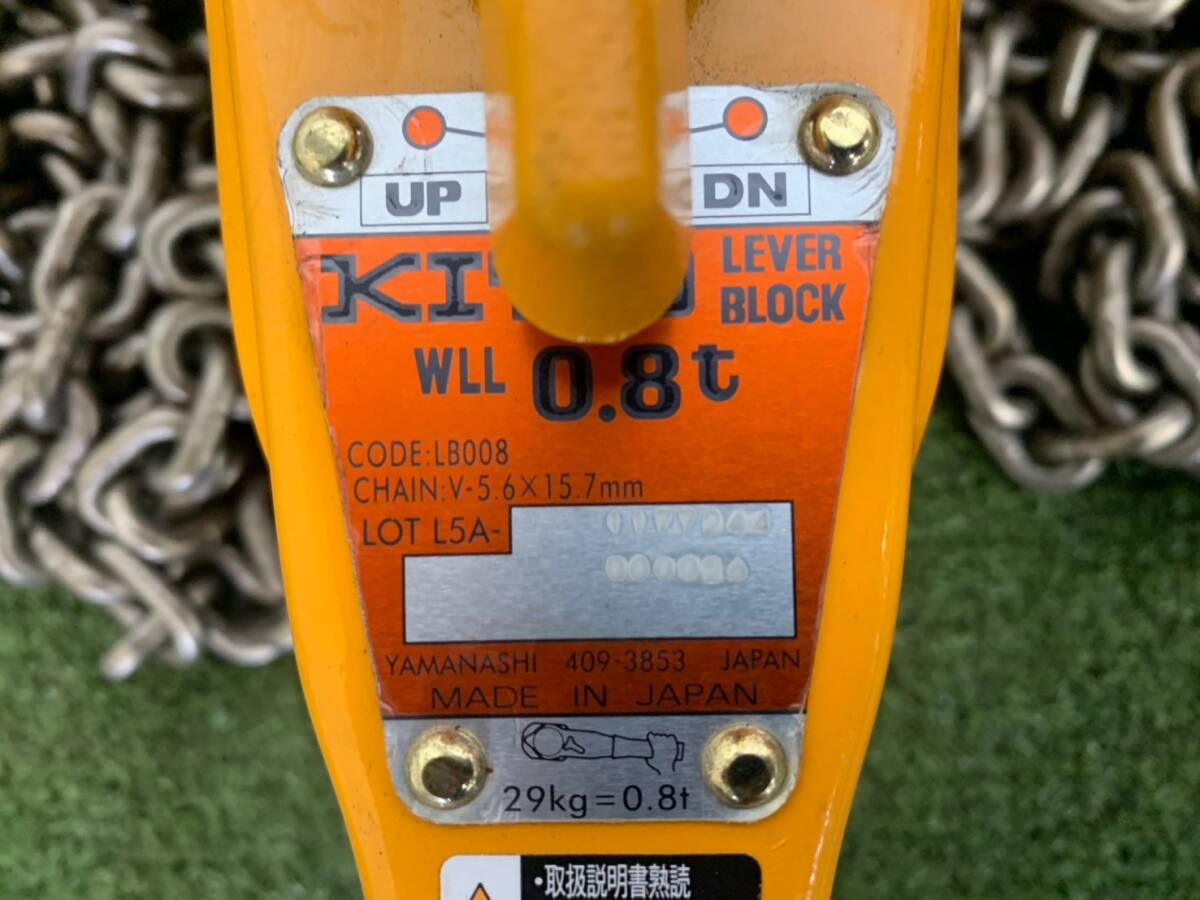 UP DN
LEVER
BLOCK
WLL 0.8t
CODE:LB008
CHAIN:V-5.6×15.7mm
LOT L5A-
YAMANASHI 409-3853 JAPAN
MADE IN JAPAN
29kg=0.8t
・取扱説明書熟読